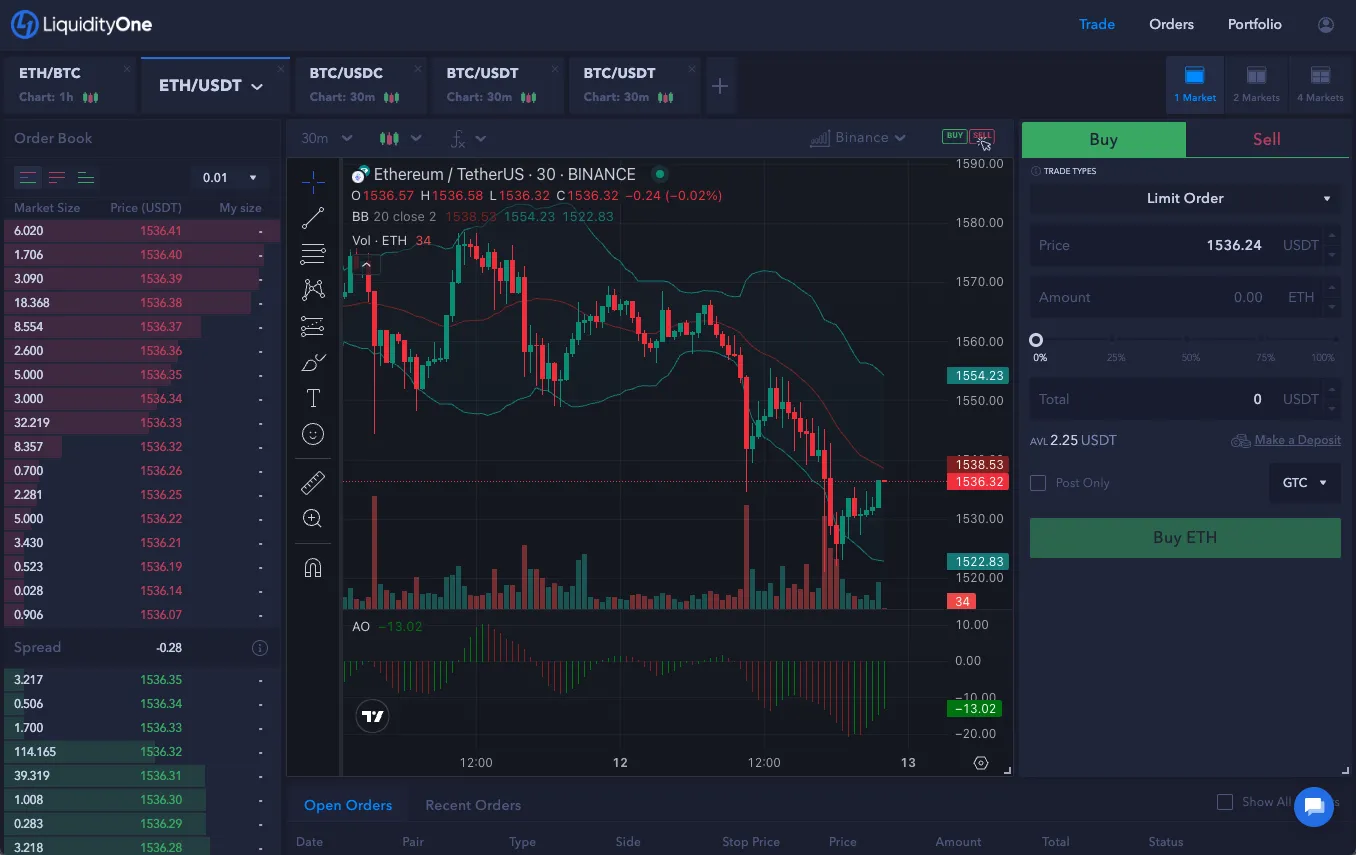 LiquidityOne
Trade Orders Portfolio
ETH/BTC
Chart: 1h
ETH/USDT
BTC/USDC
Chart: 30m
BTC/USDT
Chart: 30m
BTC/USDT
Chart: 30m
1 Market 2 Markets 4 Markets
Order Book
0.01
Market Size Price (USDT) My size
6.020 1536.41 -
1.706 1536.40 -
3.090 1536.39 -
18.368 1536.38 -
8.554 1536.37 -
2.600 1536.36 -
5.000 1536.35 -
3.000 1536.34 -
32.219 1536.33 -
8.357 1536.32 -
0.700 1536.26 -
2.281 1536.25 -
5.000 1536.22 -
3.430 1536.21 -
0.523 1536.19 -
0.028 1536.14 -
0.906 1536.07 -
Spread -0.28
3.217 1536.35 -
0.506 1536.34 -
1.700 1536.33 -
114.165 1536.32 -
39.319 1536.31 -
1.008 1536.30 -
0.283 1536.29 -
3.218 1536.28 -
30m
fx
Binance
BUY SELL
Ethereum / TetherUS · 30 · BINANCE
O1536.57 H1536.58 L1536.32 C1536.32 −0.24 (−0.02%)
BB 20 close 2 1538.53 1554.23 1522.83
Vol · ETH 34
1590.00
1580.00
1570.00
1560.00
1554.23
1550.00
1538.53
1536.32
1530.00
1522.83
1520.00
34
AO −13.02
10.00
0.00
−10.00
−13.02
−20.00
12:00 12 12:00 13
Buy Sell
TRADE TYPES
Limit Order
Price 1536.24 USDT
Amount 0.00 ETH
0% 25% 50% 75% 100%
Total 0 USDT
AVL 2.25 USDT Make a Deposit
Post Only GTC
Buy ETH
Open Orders Recent Orders Show All
Date Pair Type Side Stop Price Price Amount Total Status